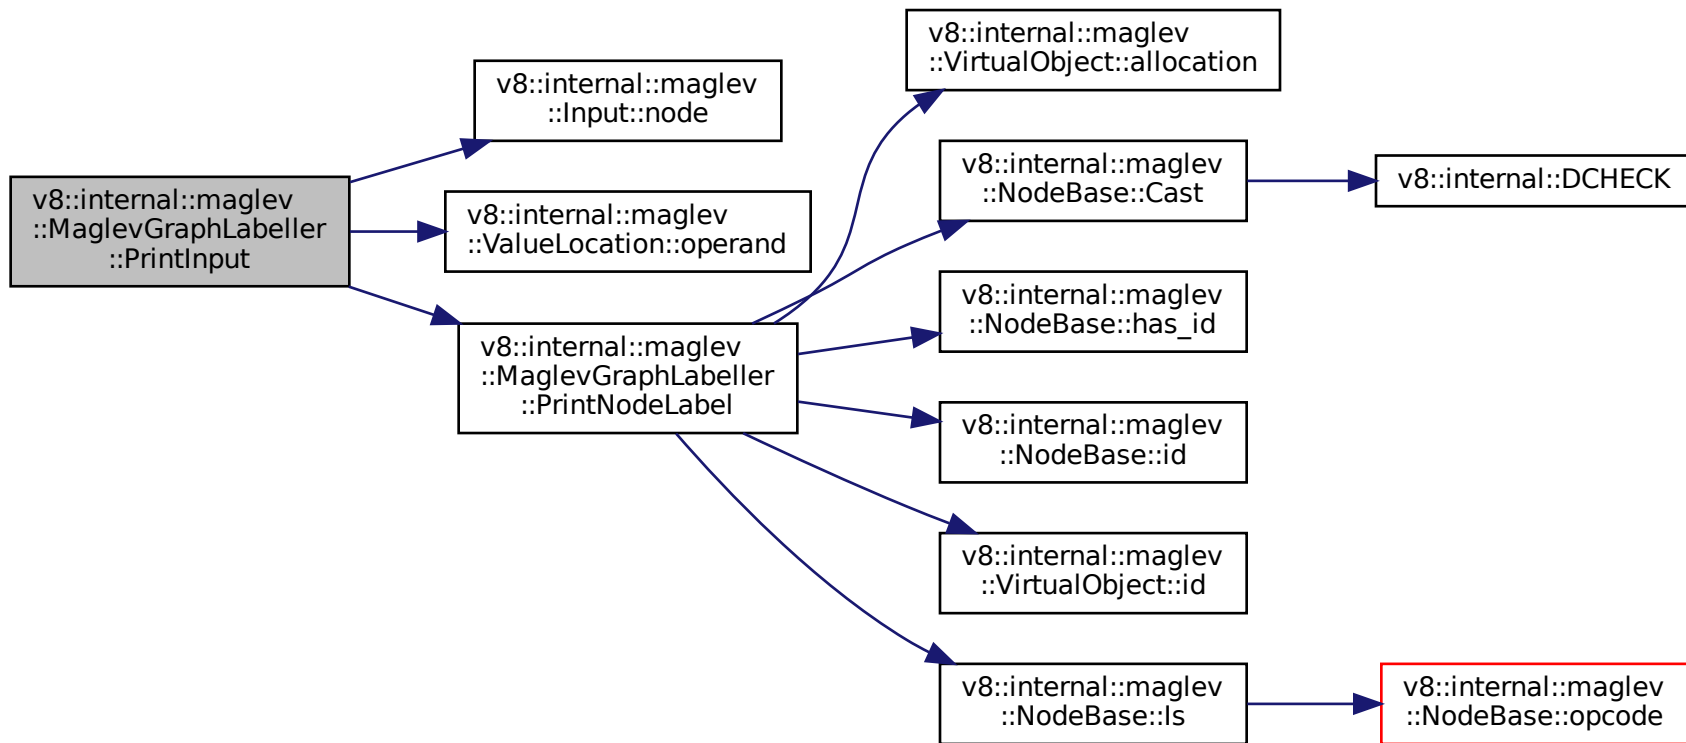 v8::internal::maglev
::MaglevGraphLabeller
::PrintInput
v8::internal::maglev
::Input::node
v8::internal::maglev
::ValueLocation::operand
v8::internal::maglev
::MaglevGraphLabeller
::PrintNodeLabel
v8::internal::maglev
::VirtualObject::allocation
v8::internal::maglev
::NodeBase::Cast
v8::internal::DCHECK
v8::internal::maglev
::NodeBase::has_id
v8::internal::maglev
::NodeBase::id
v8::internal::maglev
::VirtualObject::id
v8::internal::maglev
::NodeBase::Is
v8::internal::maglev
::NodeBase::opcode